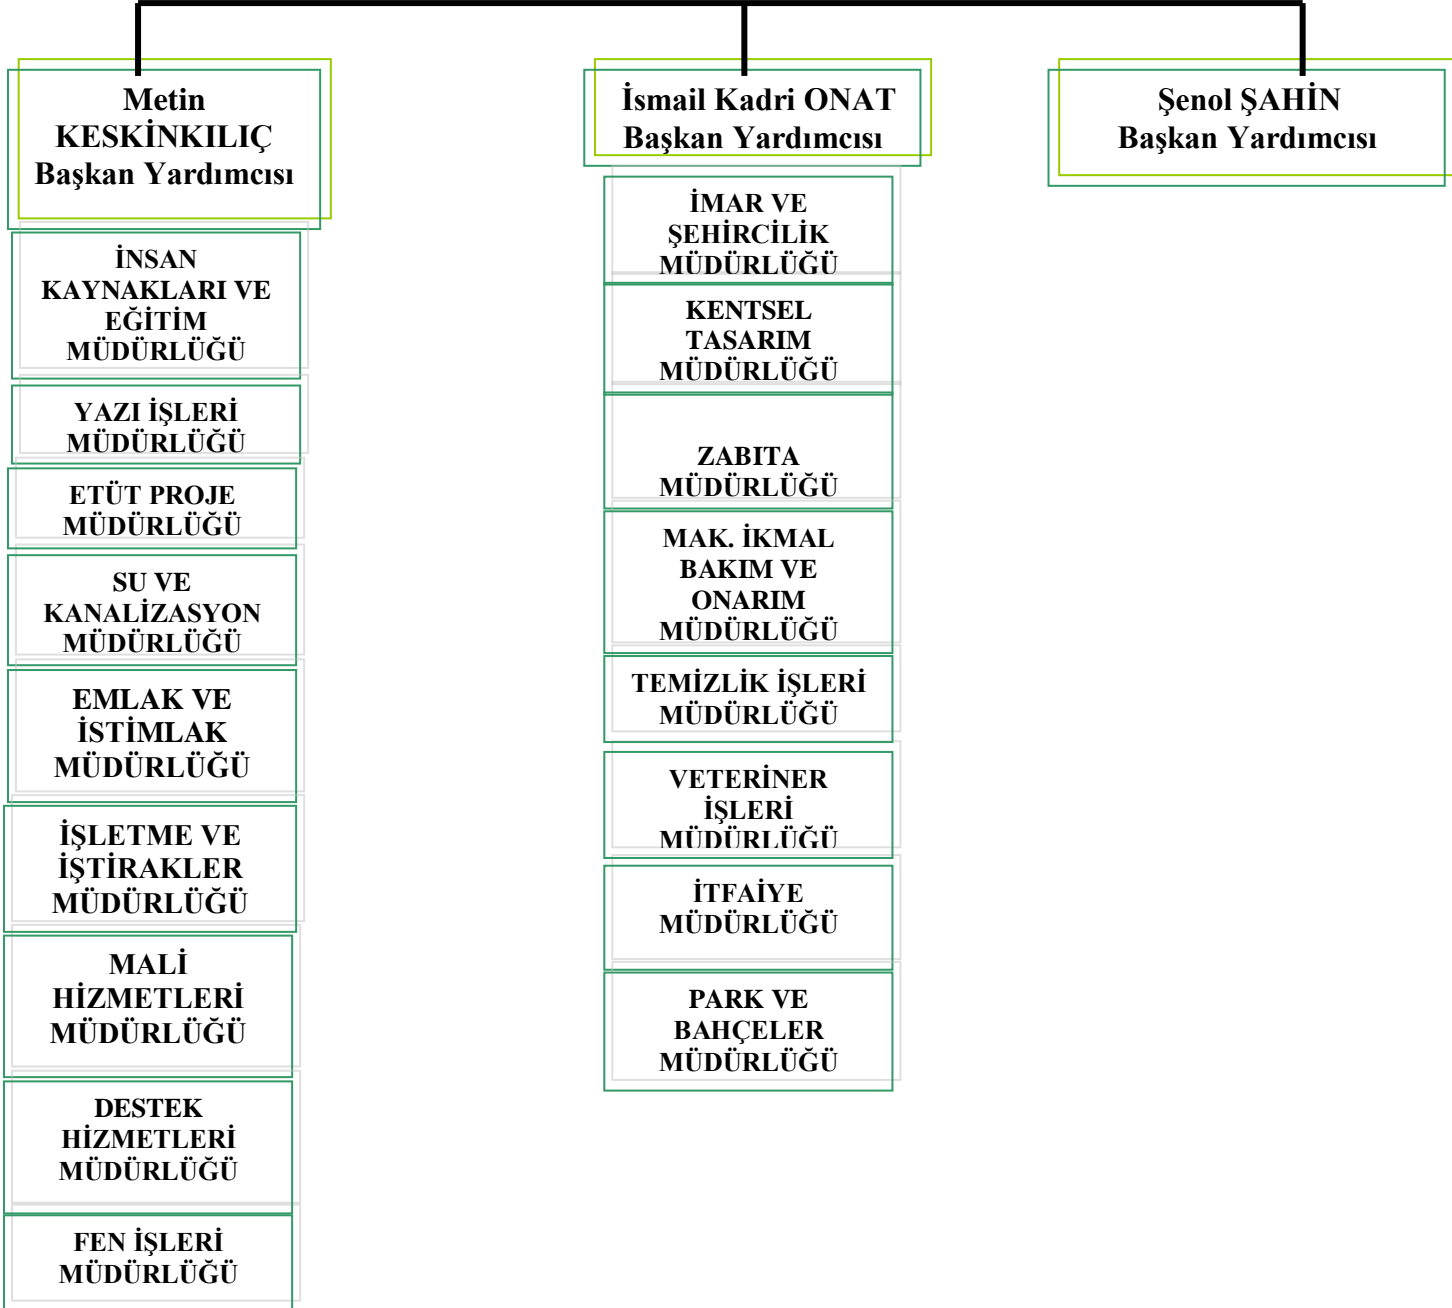 Metin
KESKİNKILIÇ
Başkan Yardımcısı
İNSAN
KAYNAKLARI VE
EĞİTİM
MÜDÜRLÜĞÜ
YAZI İŞLERİ
MÜDÜRLÜĞÜ
ETÜT PROJE
MÜDÜRLÜĞÜ
SU VE
KANALİZASYON
MÜDÜRLÜĞÜ
EMLAK VE
İSTİMLAK
MÜDÜRLÜĞÜ
İŞLETME VE
İŞTİRAKLER
MÜDÜRLÜĞÜ
MALİ
HİZMETLERİ
MÜDÜRLÜĞÜ
DESTEK
HİZMETLERİ
MÜDÜRLÜĞÜ
FEN İŞLERİ
MÜDÜRLÜĞÜ
İsmail Kadri ONAT
Başkan Yardımcısı
İMAR VE
ŞEHİRCİLİK
MÜDÜRLÜĞÜ
KENTSEL
TASARIM
MÜDÜRLÜĞÜ
ZABITA
MÜDÜRLÜĞÜ
MAK. İKMAL
BAKIM VE
ONARIM
MÜDÜRLÜĞÜ
TEMİZLİK İŞLERİ
MÜDÜRLÜĞÜ
VETERİNER
İŞLERİ
MÜDÜRLÜĞÜ
İTFAİYE
MÜDÜRLÜĞÜ
PARK VE
BAHÇELER
MÜDÜRLÜĞÜ
Şenol ŞAHİN
Başkan Yardımcısı